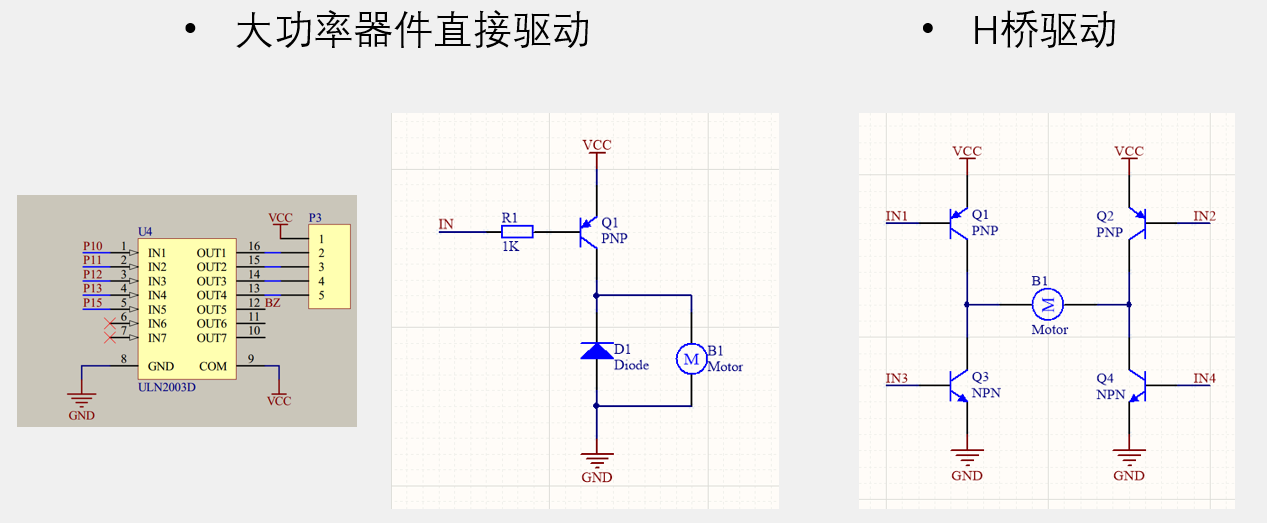 • 大功率器件直接驱动
• H桥驱动
U4
P10 1 IN1 OUT1 16
P11 2 IN2 OUT2 15
P12 3 IN3 OUT3 14
P13 4 IN4 OUT4 13
P15 5 IN5 OUT5 12 BZ
6 IN6 OUT6 11
7 IN7 OUT7 10
8 GND COM 9
ULN2003D
GND
VCC
VCC
P3
1
2
3
4
5
VCC
IN
R1
1K
Q1
PNP
D1
Diode
M
B1
Motor
GND
VCC
VCC
IN1
Q1
PNP
Q2
PNP
IN2
B1
M
Motor
IN3
Q3
NPN
Q4
NPN
IN4
GND
GND